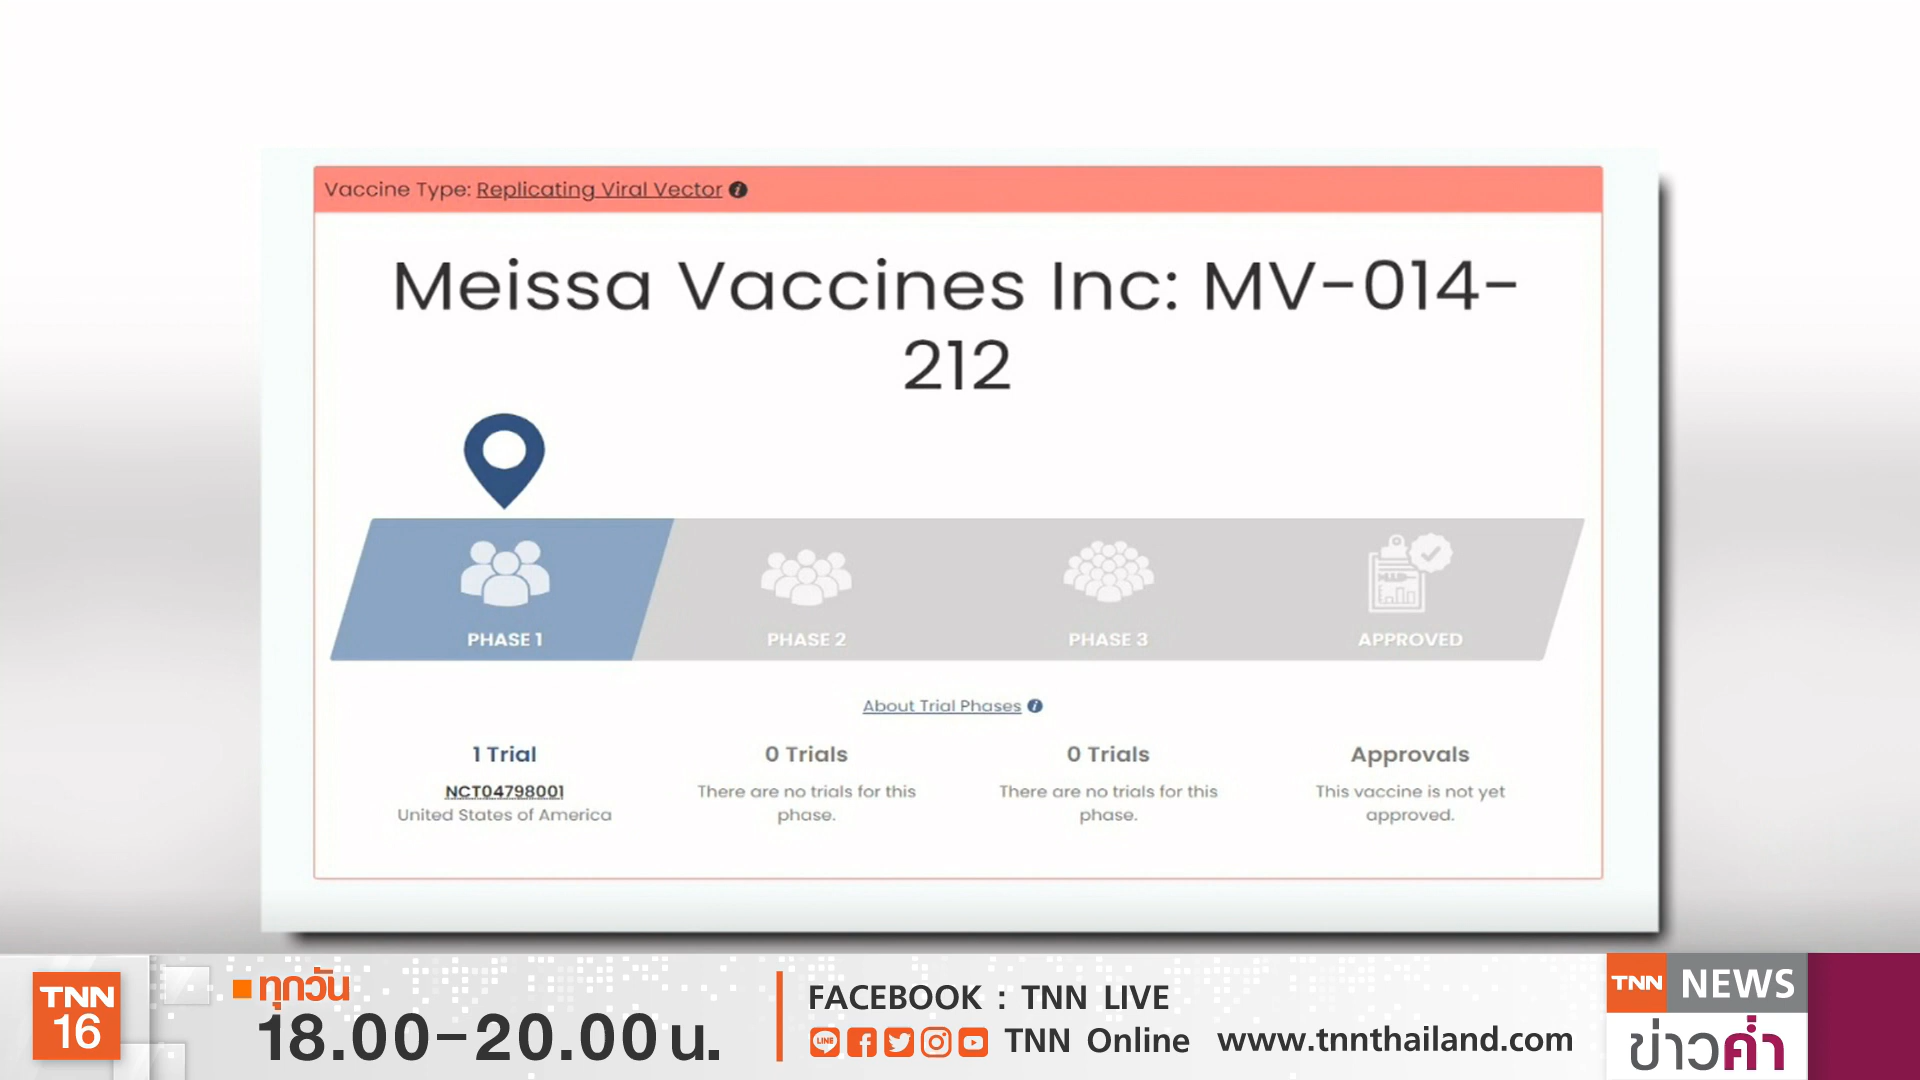 Vaccine Type: Replicating Viral Vector
Meissa Vaccines Inc: MV-014-
212
PHASE 1
PHASE 2
PHASE 3
APPROVED
About Trial Phases
1 Trial
NCT04798001
United States of America
0 Trials
There are no trials for this
phase.
0 Trials
There are no trials for this
phase.
Approvals
This vaccine is not yet
approved.
TNN
16
ทุกวัน
18.00-20.00 น.
FACEBOOK : TNN LIVE
LINE TNN Online www.tnnthailand.com
TNN NEWS
ข่าวค่ำ